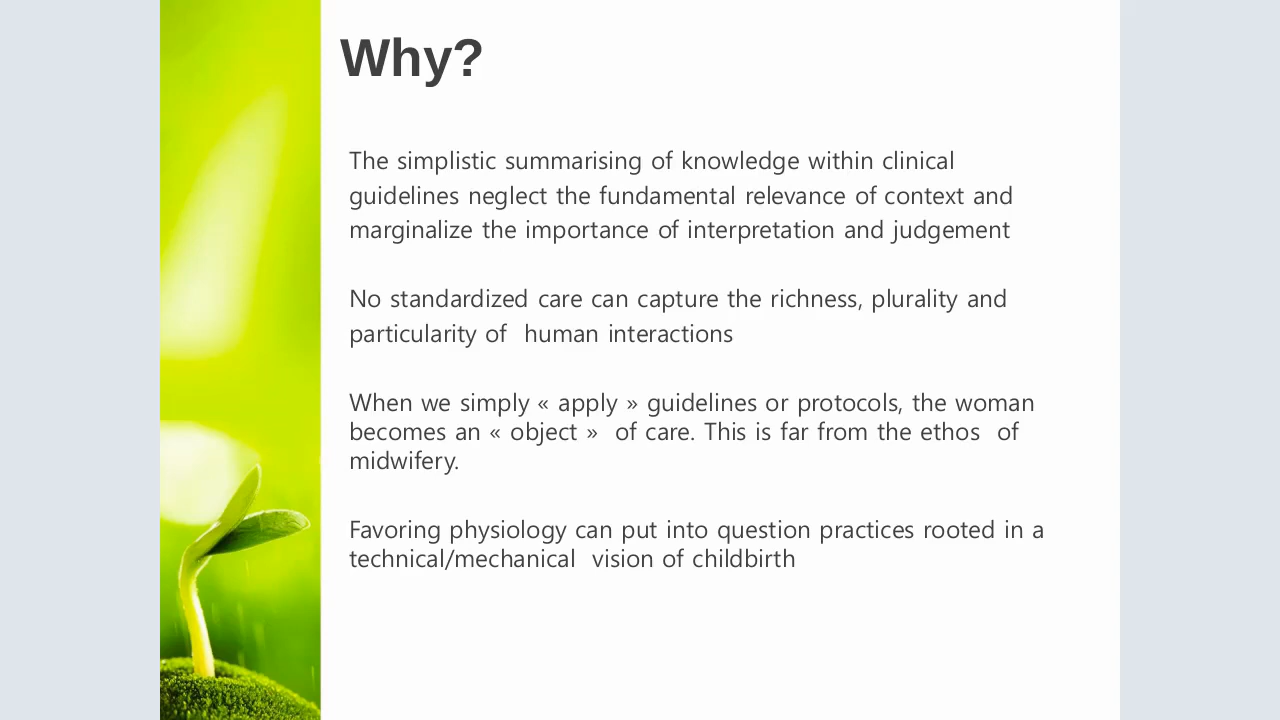 Why?
The simplistic summarising of knowledge within clinical
guidelines neglect the fundamental relevance of context and
marginalize the importance of interpretation and judgement
No standardized care can capture the richness, plurality and
particularity of  human interactions
When we simply « apply » guidelines or protocols, the woman
becomes an « object »  of care. This is far from the ethos  of
midwifery.
Favoring physiology can put into question practices rooted in a
technical/mechanical  vision of childbirth